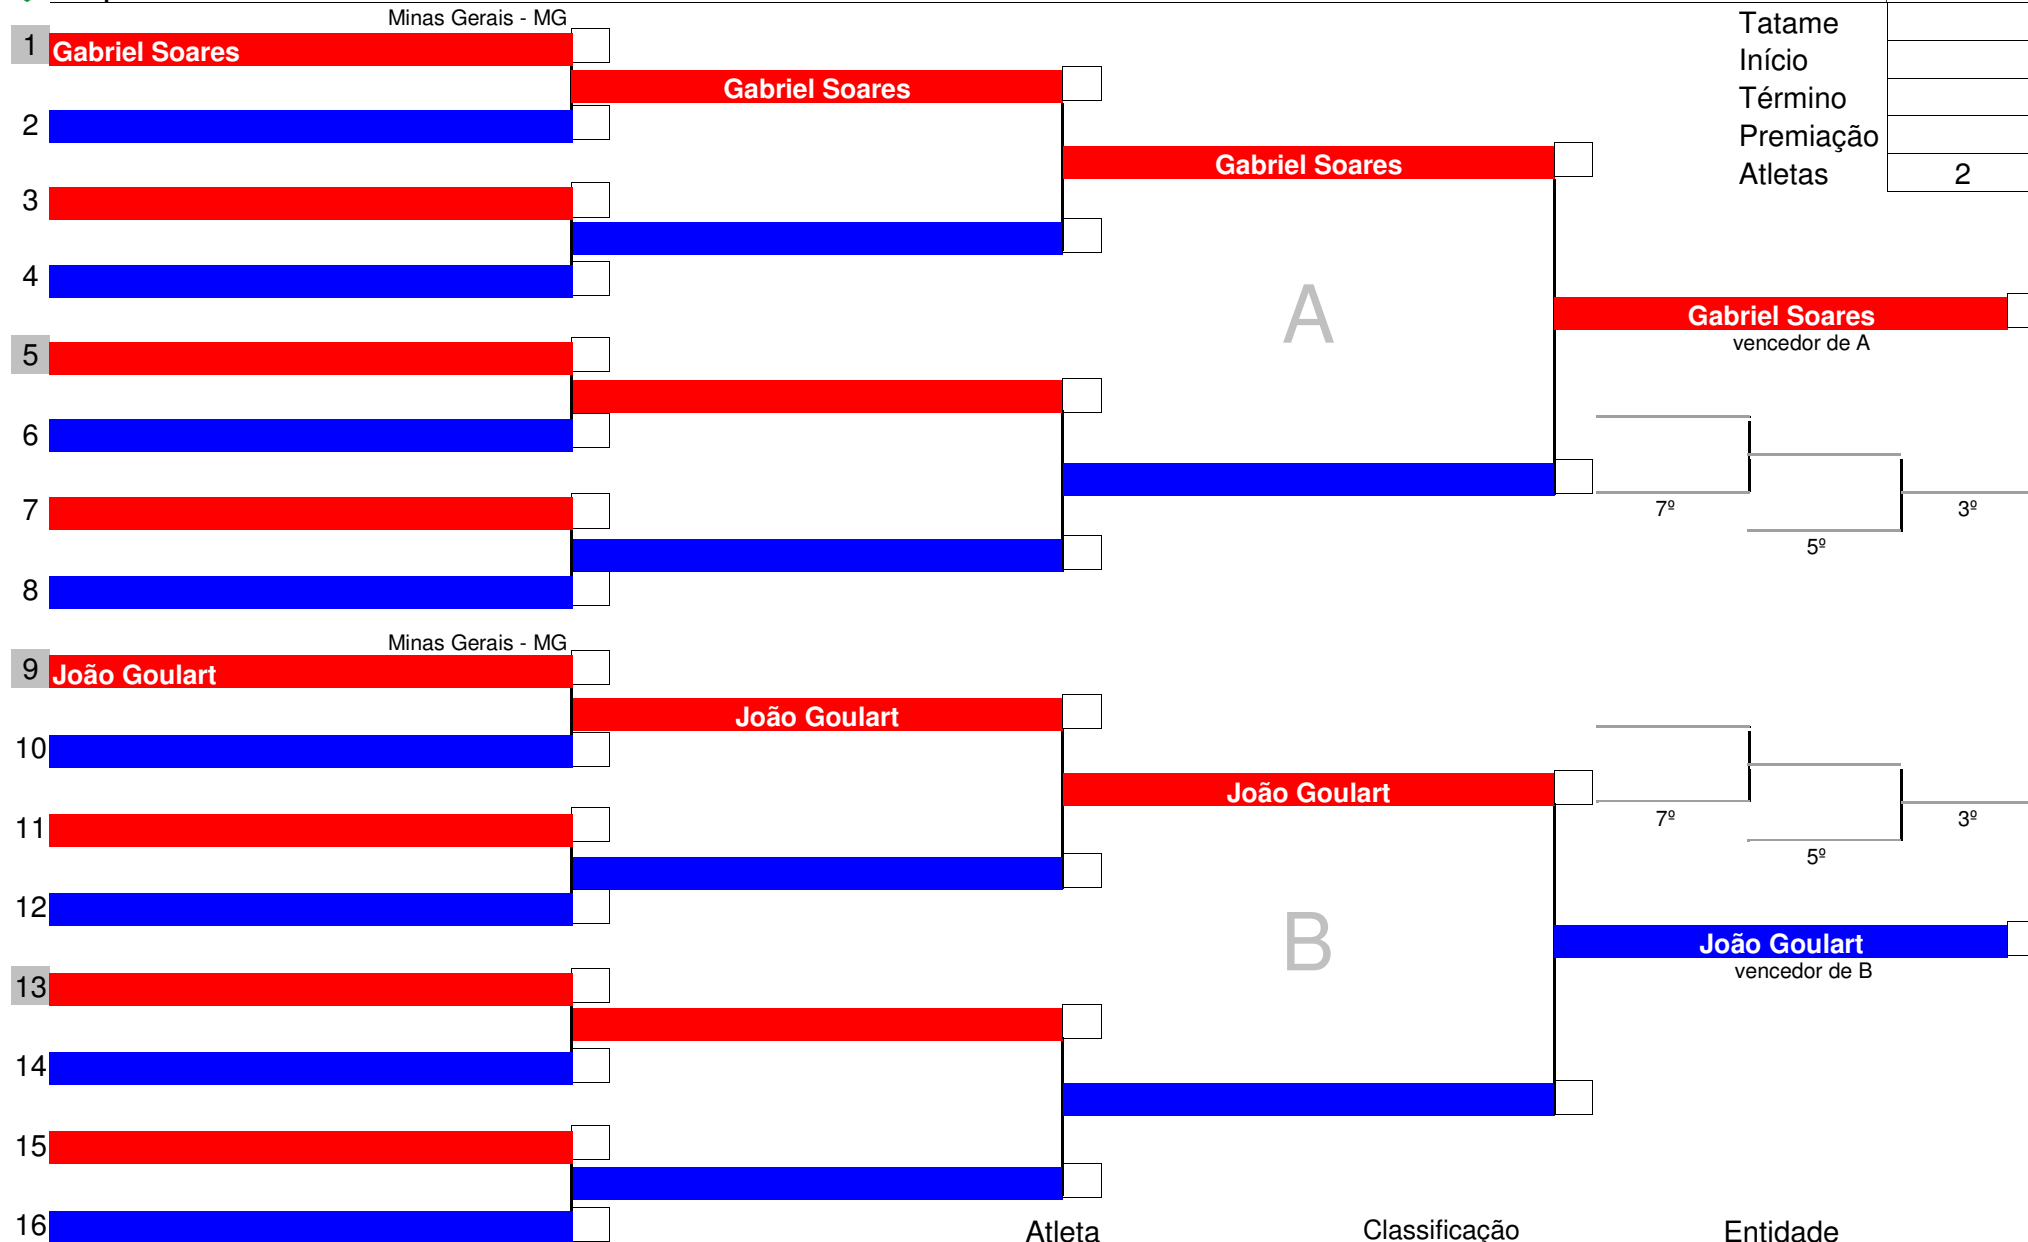 Minas Gerais - MG
Tatame
1 Gabriel Soares
Início
Gabriel Soares
Término
2
Premiação
Gabriel Soares
Atletas 2
3
4
A
Gabriel Soares
vencedor de A
5
6
7
7º 3º
5º
8
Minas Gerais - MG
9 João Goulart
João Goulart
10
João Goulart
11
7º 3º
5º
12
B
João Goulart
vencedor de B
13
14
15
16
Atleta Classificação Entidade